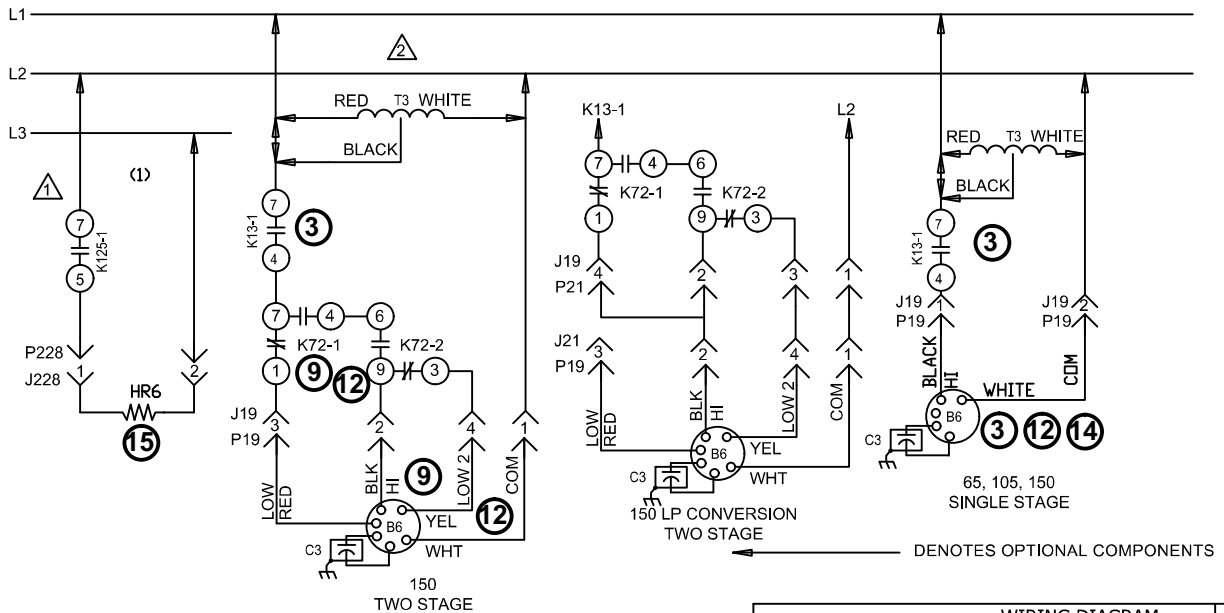 L1
2
L2
RED T3 WHITE
L3
BLACK
1
(1)
7
K125-1
5
P228
J228
1
2
HR6
15
7
K13-1
3
4
7
4
6
K72-1
K72-2
1
9
12
9
3
J19
P19
3
2
4
1
LOW
RED
BLK
HI
9
LOW 2
YEL
12
COM
WHT
B6
C3
150
TWO STAGE
K13-1
L2
7
4
6
K72-1
K72-2
1
9
3
J19
P21
4
2
3
1
J21
P19
3
2
4
1
LOW
RED
BLK
HI
LOW 2
YEL
COM
WHT
B6
C3
150 LP CONVERSION
TWO STAGE
RED T3 WHITE
BLACK
7
K13-1
3
4
J19
P19
1
J19
P19
2
BLACK
HI
WHITE
COM
B6
C3
3
12
14
65, 105, 150
SINGLE STAGE
DENOTES OPTIONAL COMPONENTS
WIRING DIAGRAM